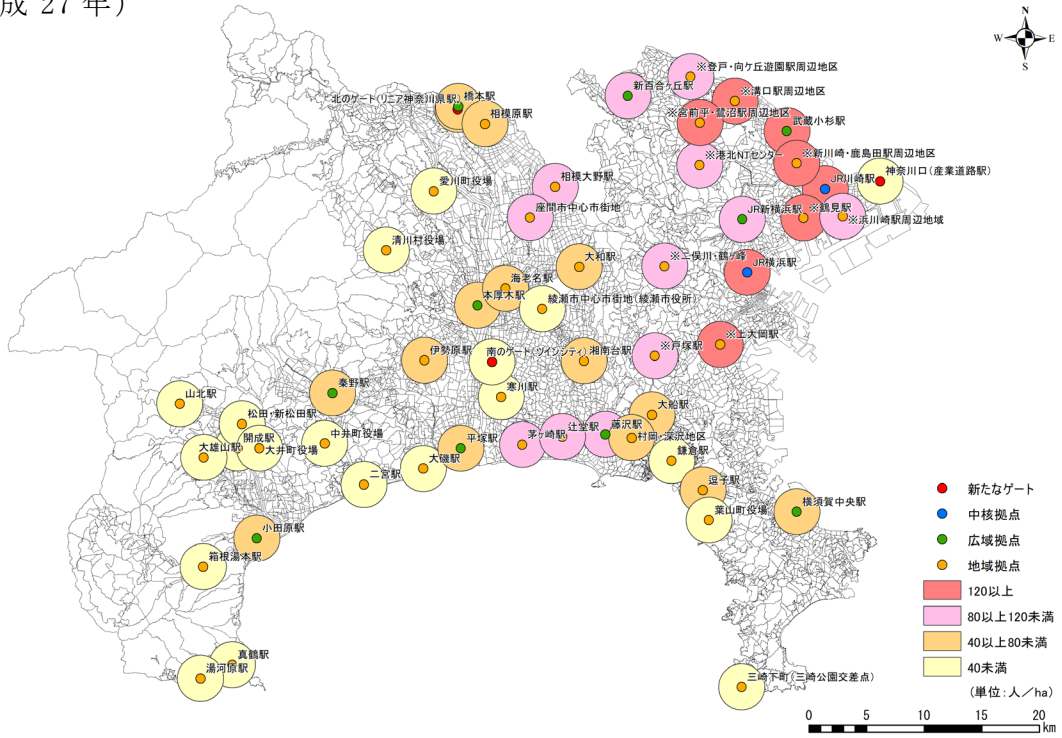 成 27 年）
N
W
E
S
※登戸・向ケ丘遊園駅周辺地区
新百合ヶ丘駅
※溝口駅周辺地区
北のゲート(リニア神奈川県駅)
橋本駅
相模原駅
※宮前平・鷺沼駅周辺地区
武蔵小杉駅
※港北NTセンター
※新川崎・鹿島田駅周辺地区
神奈川口(産業道路駅)
愛川町役場
相模大野駅
JR川崎駅
座間市中心市街地
JR新横浜駅
※鶴見駅
※浜川崎駅周辺地域
清川村役場
大和駅
※二俣川・鶴ヶ峰
JR横浜駅
海老名駅
本厚木駅
綾瀬市中心市街地(綾瀬市役所)
※上大岡駅
伊勢原駅
南のゲート(ツインシティ)
湘南台駅
※戸塚駅
秦野駅
寒川駅
山北駅
松田・新松田駅
大船駅
開成駅
中井町役場
大雄山駅
大井町役場
平塚駅
茅ヶ崎駅
辻堂駅
藤沢駅
村岡・深沢地区
大磯駅
鎌倉駅
二宮駅
逗子駅
葉山町役場
横須賀中央駅
小田原駅
箱根湯本駅
真鶴駅
湯河原駅
三崎下町(三崎公園交差点)
新たなゲート
中核拠点
広域拠点
地域拠点
120以上
80以上120未満
40以上80未満
40未満
(単位:人／ha)
0 5 10 15 20
km